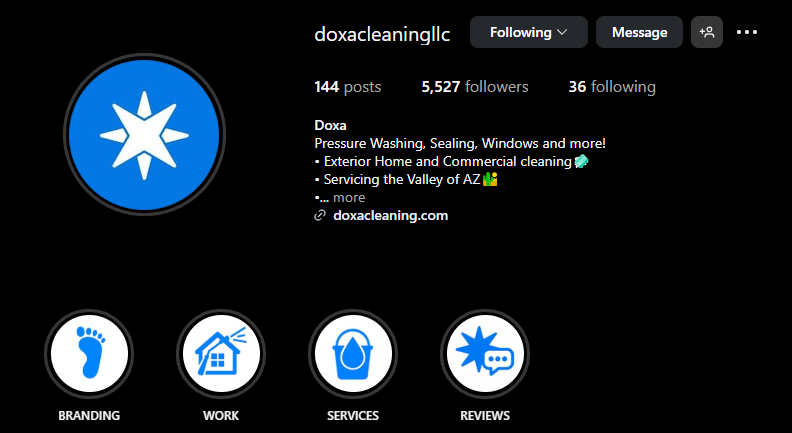 doxacleaningllc Following Message
144 posts 5,527 followers 36 following
Doxa
Pressure Washing, Sealing, Windows and more!
• Exterior Home and Commercial cleaning🧼
• Servicing the Valley of AZ🌵
•... more
doxacleaning.com
BRANDING WORK SERVICES REVIEWS